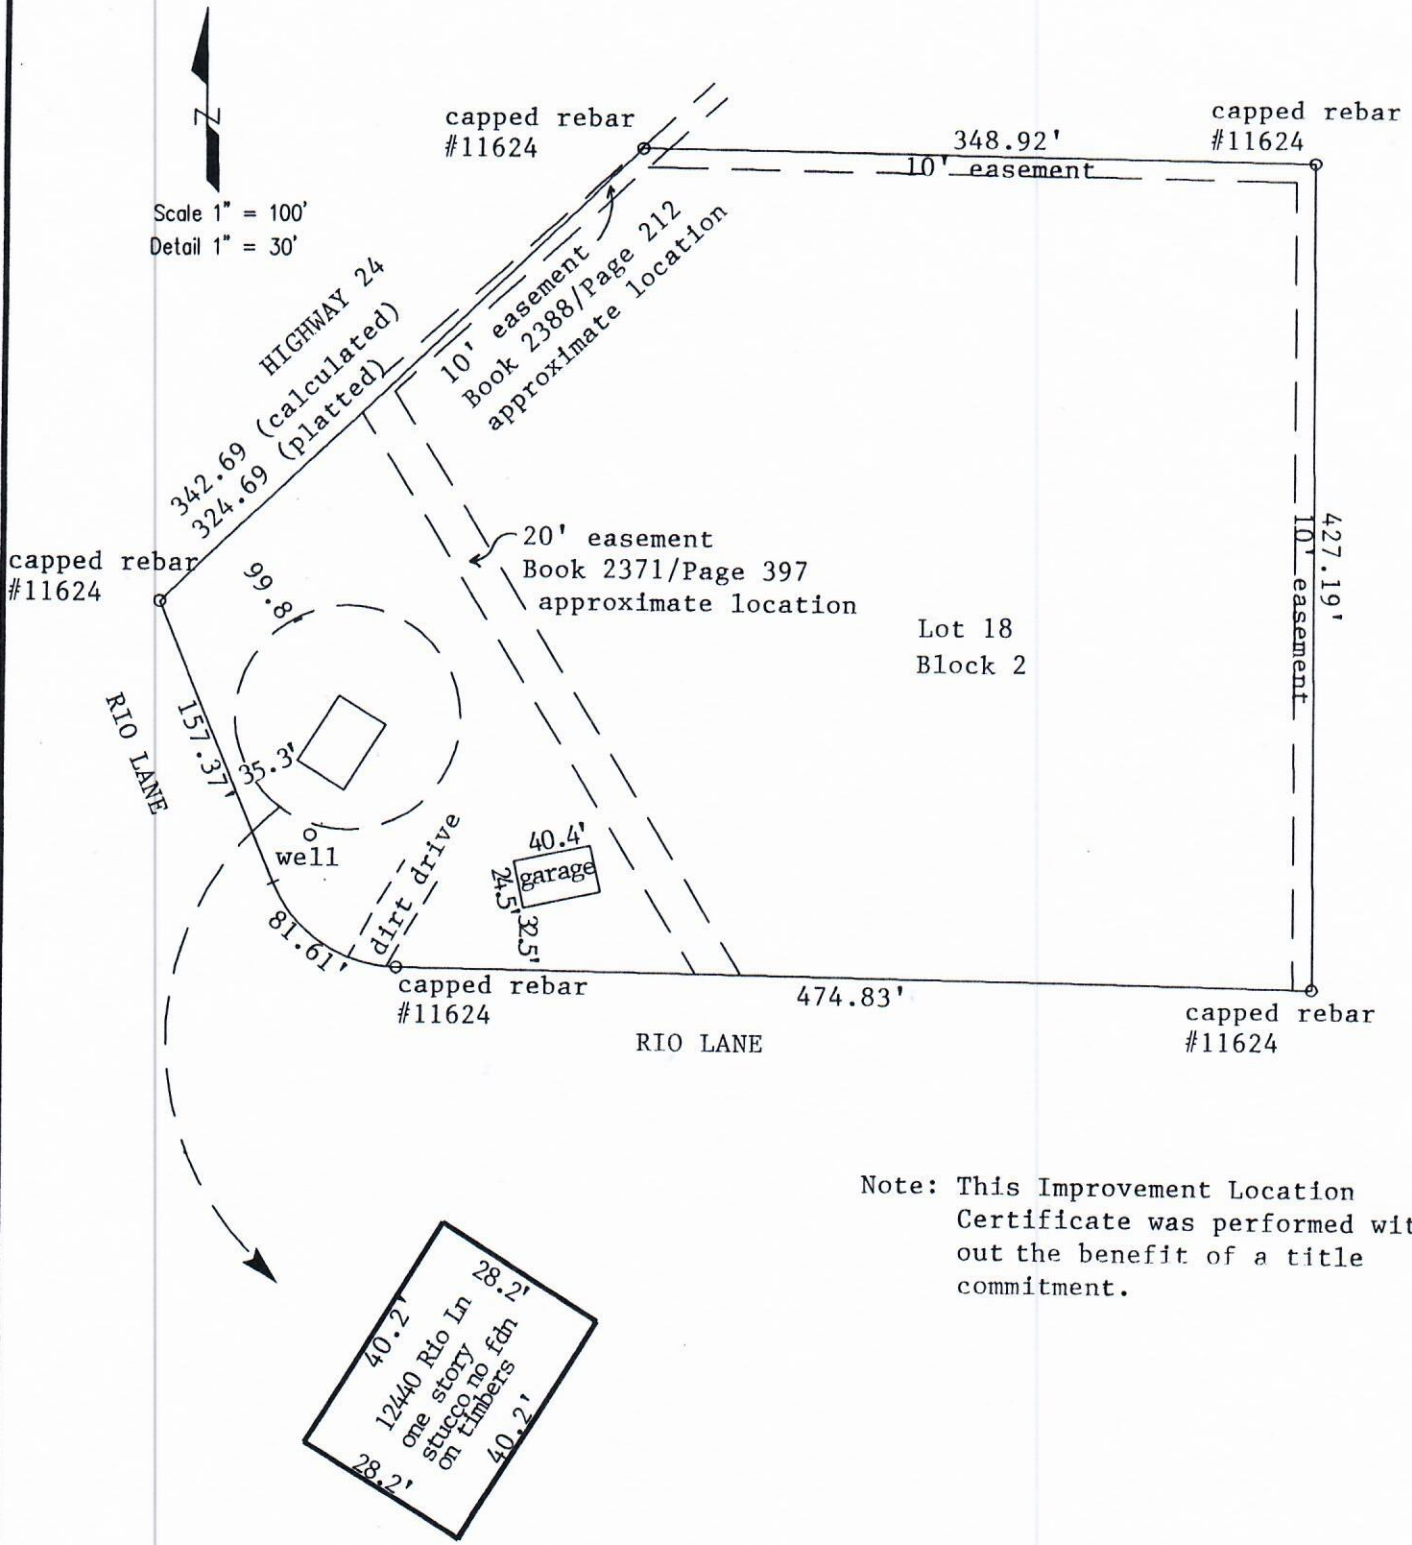 N
Scale 1" = 100'
Detail 1" = 30'
capped rebar
#11624
348.92'
10' easement
capped rebar
#11624
HIGHWAY 24
342.69 (calculated)
324.69 (platted)
10' easement
Book 2388/Page 212
approximate location
capped rebar
#11624
99.8'
20' easement
Book 2371/Page 397
approximate location
Lot 18
Block 2
427.19'
10' easement
RIO LANE
157.37'
35.3'
well
dirt drive
40.4'
garage
24.5'
32.5'
81.61'
capped rebar
#11624
474.83'
RIO LANE
capped rebar
#11624
Note: This Improvement Location
Certificate was performed wit
out the benefit of a title
commitment.
28.2'
40.2'
12440 Rio Ln
one story
stucco no fdn
on timbers
40.2'
28.2'